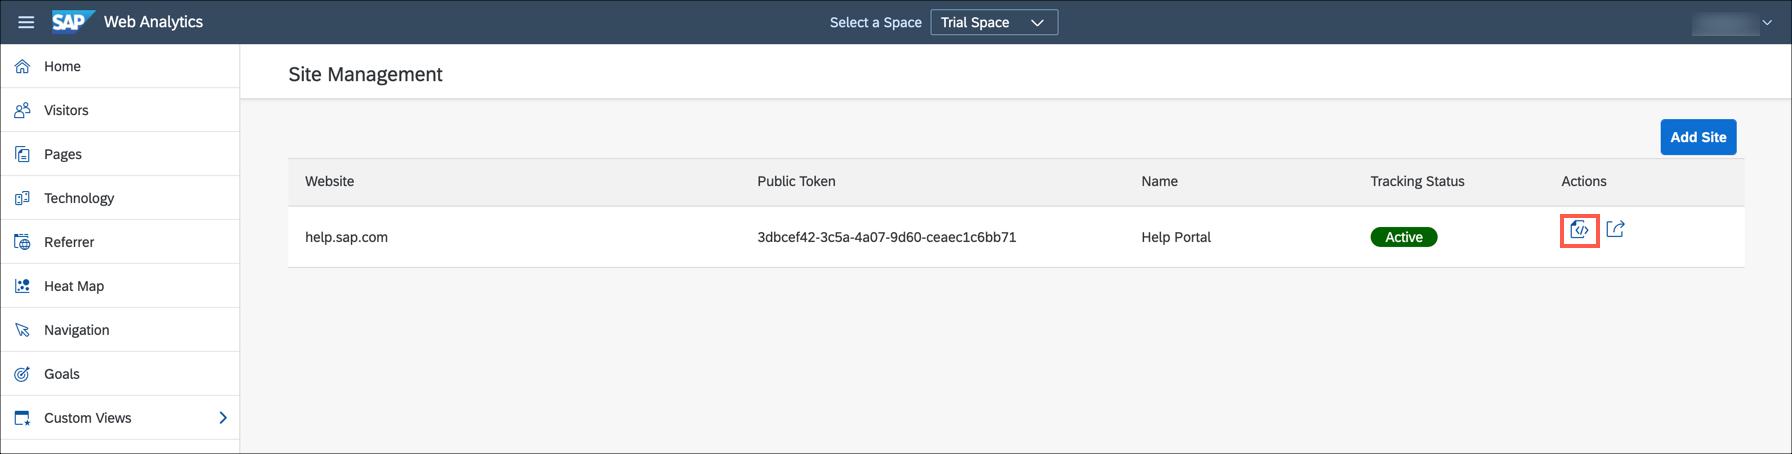 SAP Web Analytics
Select a Space Trial Space
Home
Visitors
Pages
Technology
Referrer
Heat Map
Navigation
Goals
Custom Views
Site Management
Add Site
Website Public Token Name Tracking Status Actions
help.sap.com 3dbcef42-3c5a-4a07-9d60-ceaec1c6bb71 Help Portal Active